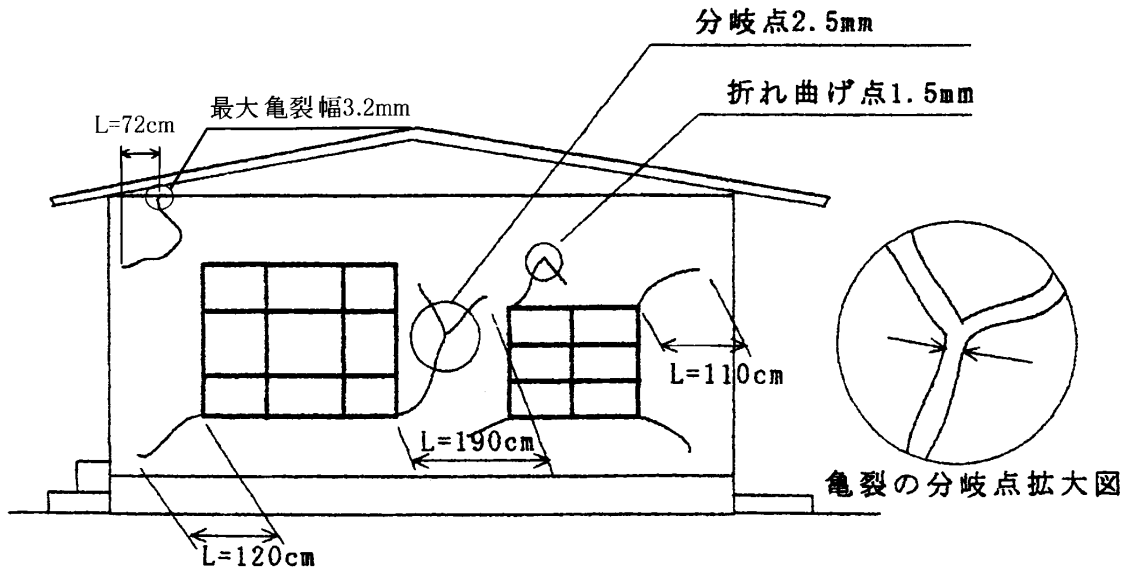 分岐点2.5mm
折れ曲げ点1.5mm
最大亀裂幅3.2mm
L=72cm
L=110cm
L=190cm
亀裂の分岐点拡大図
L=120cm